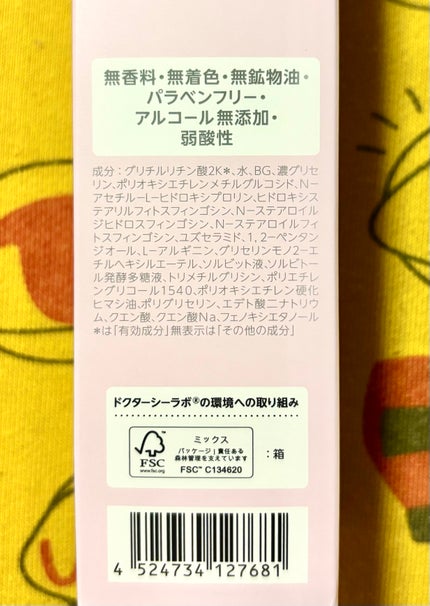 無香料・無着色・無鉱物油・
パラベンフリー・
アルコール無添加・
弱酸性
成分：グリチルリチン酸2K＊、水、BG、濃グリセ
リン、ポリオキシエチレンメチルグルコシド、N－
アセチル－L－ヒドロキシプロリン、ヒドロキシス
テアリルフィトスフィンゴシン、N－ステアロイル
ジヒドロスフィンゴシン、N－ステアロイルフィ
トスフィンゴシン、ユズセラミド、1，2－ペンタン
ジオール、L－アルギニン、グリセリンモノ2－エ
チルヘキシルエーテル、ソルビット液、ソルビトー
ル発酵多糖液、トリメチルグリシン、ポリエチレ
ングリコール1540、ポリオキシエチレン硬化
ヒマシ油、ポリグリセリン、エデト酸二ナトリウ
ム、クエン酸、クエン酸Na、フェノキシエタノール
＊は「有効成分」無表示は「その他の成分」
ドクターシーラボ®の環境への取り組み
FSC
www.fsc.org
ミックス
パッケージ｜責任ある
森林管理を支えています
FSC™ C134620
：箱
4 524734 127681